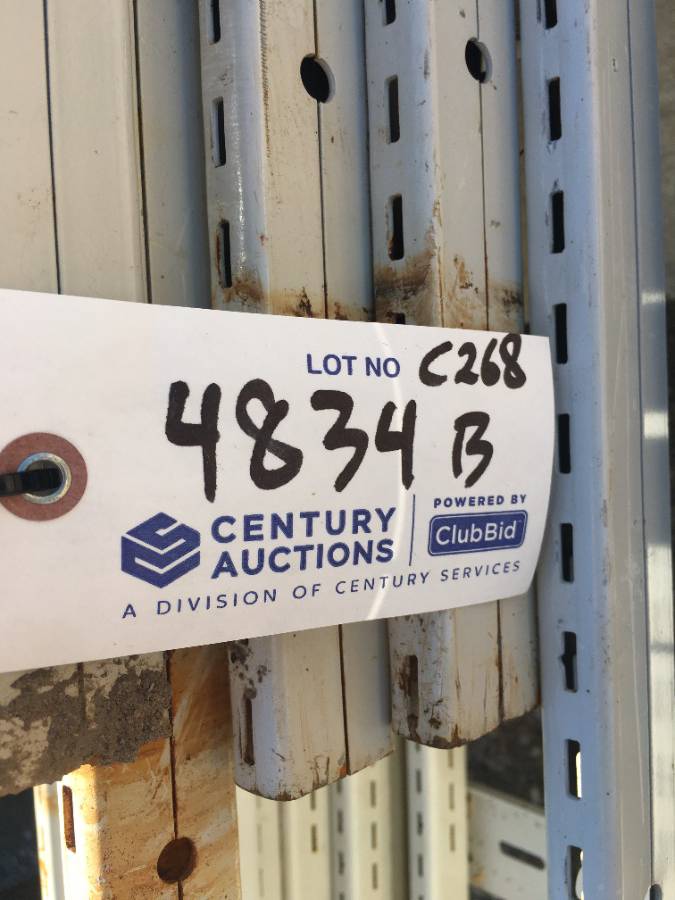 LOT NO C268
4834 B
CENTURY
AUCTIONS
POWERED BY
ClubBid
A DIVISION OF CENTURY SERVICES